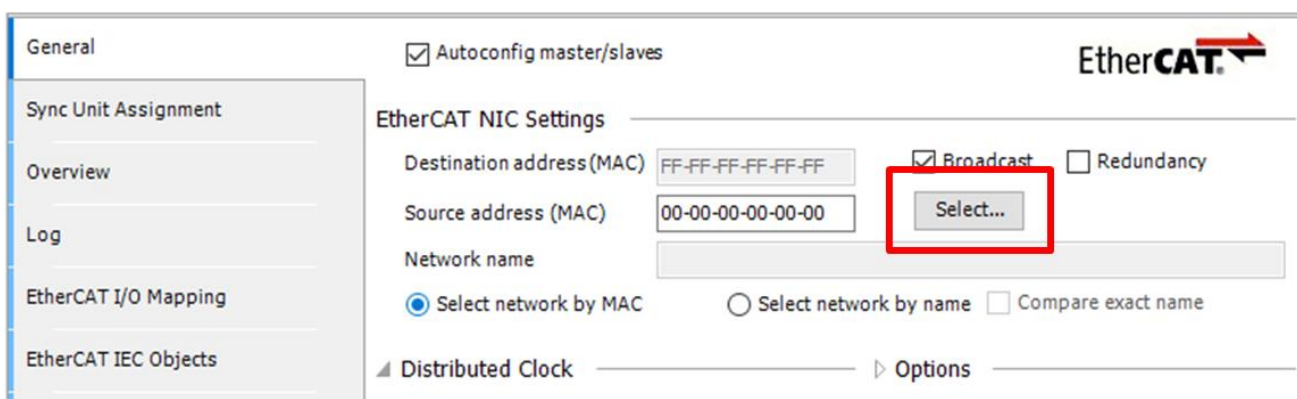 General
Sync Unit Assignment
Overview
Log
EtherCAT I/O Mapping
EtherCAT IEC Objects
Autoconfig master/slaves
EtherCAT.
EtherCAT NIC Settings
Destination address (MAC) FF-FF-FF-FF-FF-FF Broadcast Redundancy
Source address (MAC) 00-00-00-00-00-00 Select...
Network name
Select network by MAC Select network by name Compare exact name
Distributed Clock Options